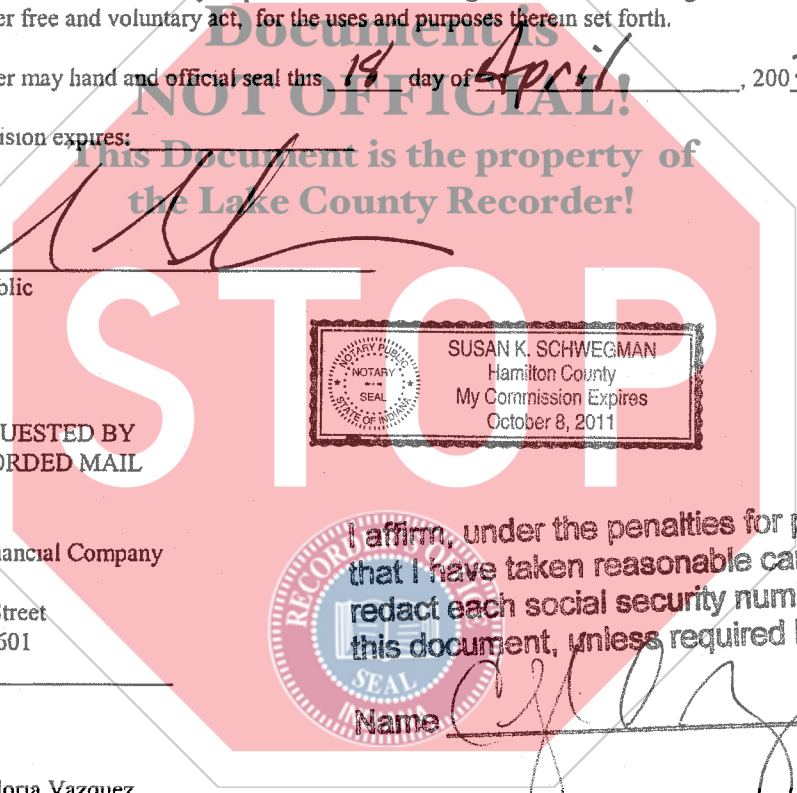 er free and voluntary act, for the uses and purposes therein set forth.
Document is
er may hand and official seal this 18 day of April, 200
NOT OFFICIAL!
ision expires:
This Document is the property of
the Lake County Recorder!
blic
STOP
NOTARY PUBLIC
NOTARY
SEAL
STATE OF INDIANA
SUSAN K. SCHWEGMAN
Hamilton County
My Commission Expires
October 8, 2011
UESTED BY
ORDED MAIL
I affirm, under the penalties for p
that I have taken reasonable ca
redact each social security num
this document, unless required
ancial Company
Street
601
RECORDER'S OFFICE
SEAL
INDIANA
Name
loria Vazquez